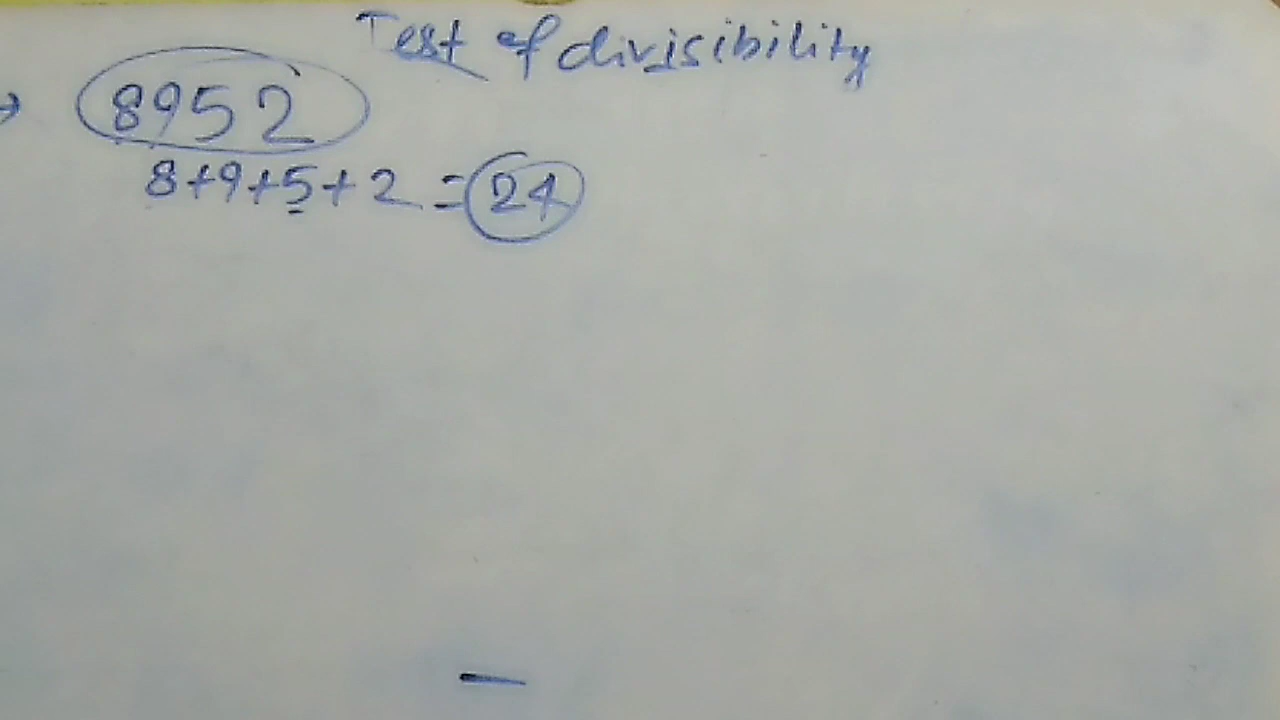 Test of divisibility
→ 8952
8+9+5+2 = 24